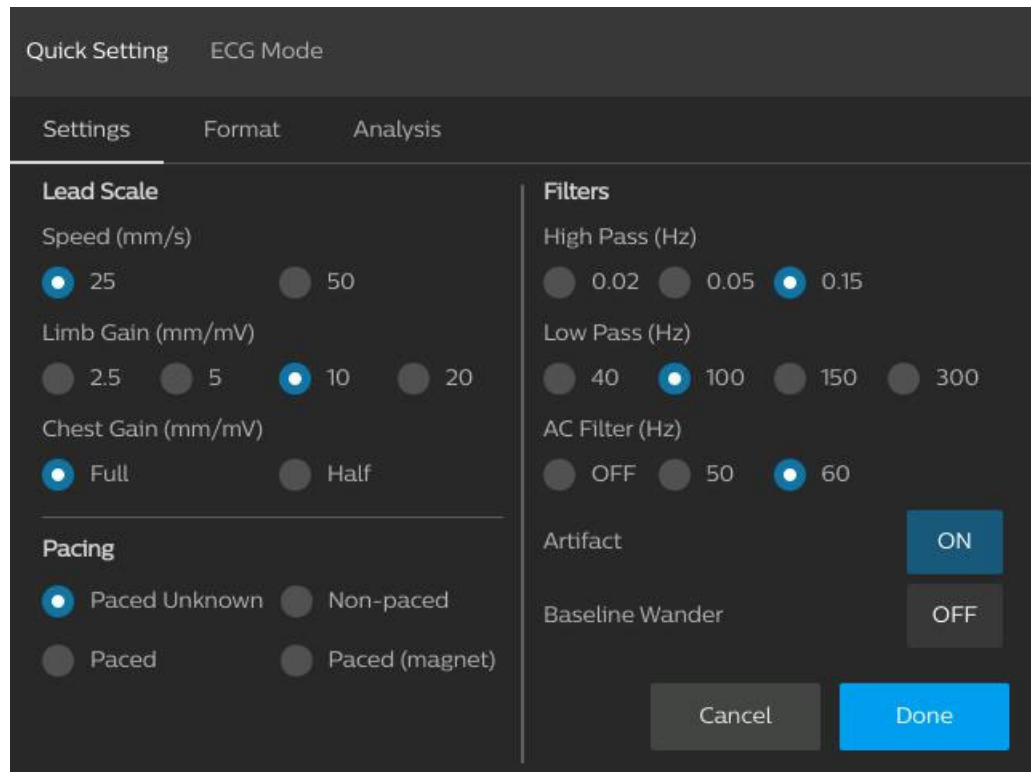 Quick Setting ECG Mode
Settings Format Analysis
Lead Scale
Speed (mm/s)
25 50
Limb Gain (mm/mV)
2.5 5 10 20
Chest Gain (mm/mV)
Full Half
Pacing
Paced Unknown Non-paced
Paced Paced (magnet)
Filters
High Pass (Hz)
0.02 0.05 0.15
Low Pass (Hz)
40 100 150 300
AC Filter (Hz)
OFF 50 60
Artifact ON
Baseline Wander OFF
Cancel Done